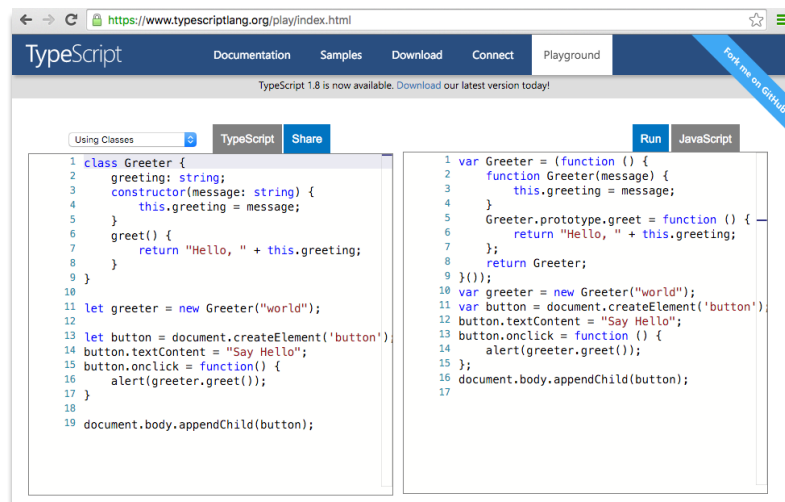 https://www.typescriptlang.org/play/index.html
TypeScript Documentation Samples Download Connect Playground
Fork me on GitHub
TypeScript 1.8 is now available. Download our latest version today!
Using Classes TypeScript Share
1 class Greeter {
2 greeting: string;
3 constructor(message: string) {
4 this.greeting = message;
5 }
6 greet() {
7 return "Hello, " + this.greeting;
8 }
9 }
10
11 let greeter = new Greeter("world");
12
13 let button = document.createElement('button');
14 button.textContent = "Say Hello";
15 button.onclick = function() {
16 alert(greeter.greet());
17 }
18
19 document.body.appendChild(button);
Run JavaScript
1 var Greeter = (function () {
2 function Greeter(message) {
3 this.greeting = message;
4 }
5 Greeter.prototype.greet = function () {
6 return "Hello, " + this.greeting;
7 };
8 return Greeter;
9 }());
10 var greeter = new Greeter("world");
11 var button = document.createElement('button');
12 button.textContent = "Say Hello";
13 button.onclick = function () {
14 alert(greeter.greet());
15 };
16 document.body.appendChild(button);
17